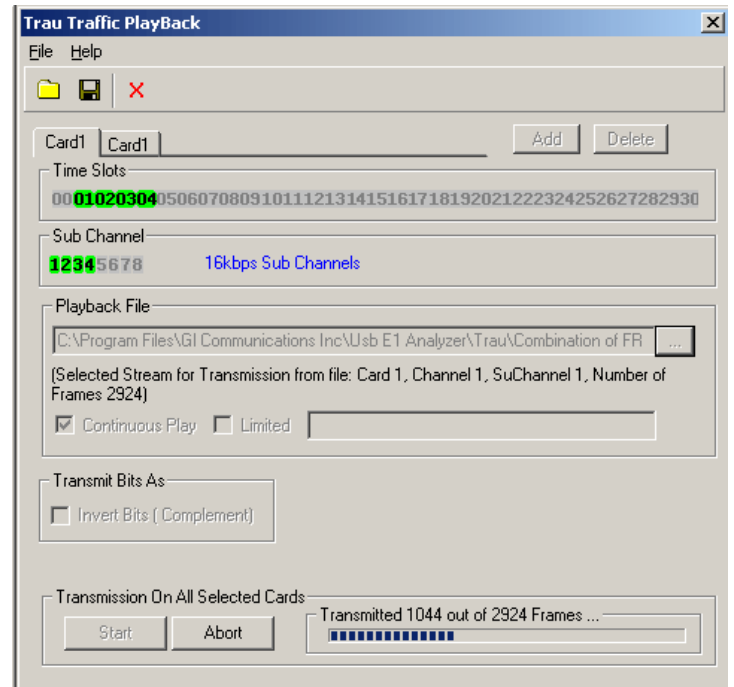 Trau Traffic PlayBack
File Help
Card1 Card1 Add Delete
Time Slots
00010203040506070809101112131415161718192021222324252627282930
Sub Channel
12345678 16kbps Sub Channels
Playback File
C:\Program Files\Gl Communications Inc\Usb E1 Analyzer\Trau\Combination of FR ...
(Selected Stream for Transmission from file: Card 1, Channel 1, SuChannel 1, Number of
Frames 2924)
Continuous Play Limited
Transmit Bits As
Invert Bits ( Complement)
Transmission On All Selected Cards
Transmitted 1044 out of 2924 Frames ...
Start Abort